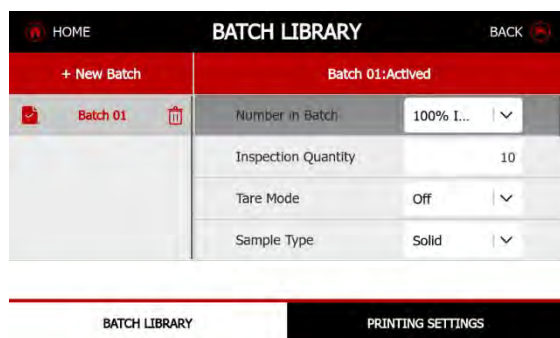 HOME
BATCH LIBRARY
BACK
+ New Batch
Batch 01:Actived
Batch 01
Number in Batch
100% I...
Inspection Quantity
10
Tare Mode
Off
Sample Type
Solid
BATCH LIBRARY
PRINTING SETTINGS